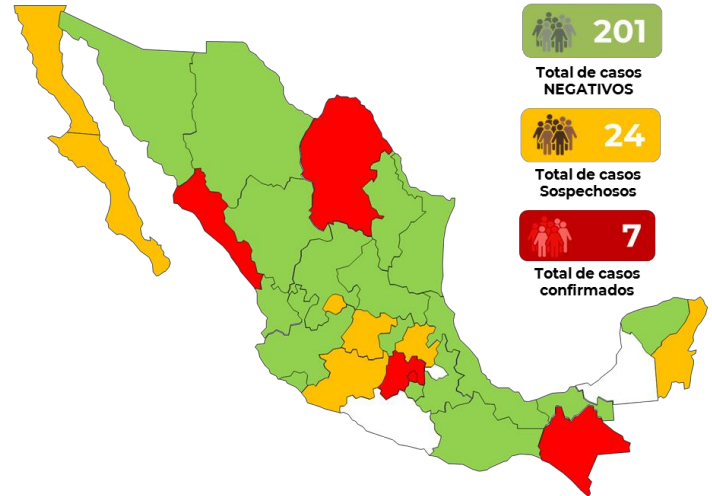 201
Total de casos
NEGATIVOS
24
Total de casos
Sospechosos
7
Total de casos
confirmados